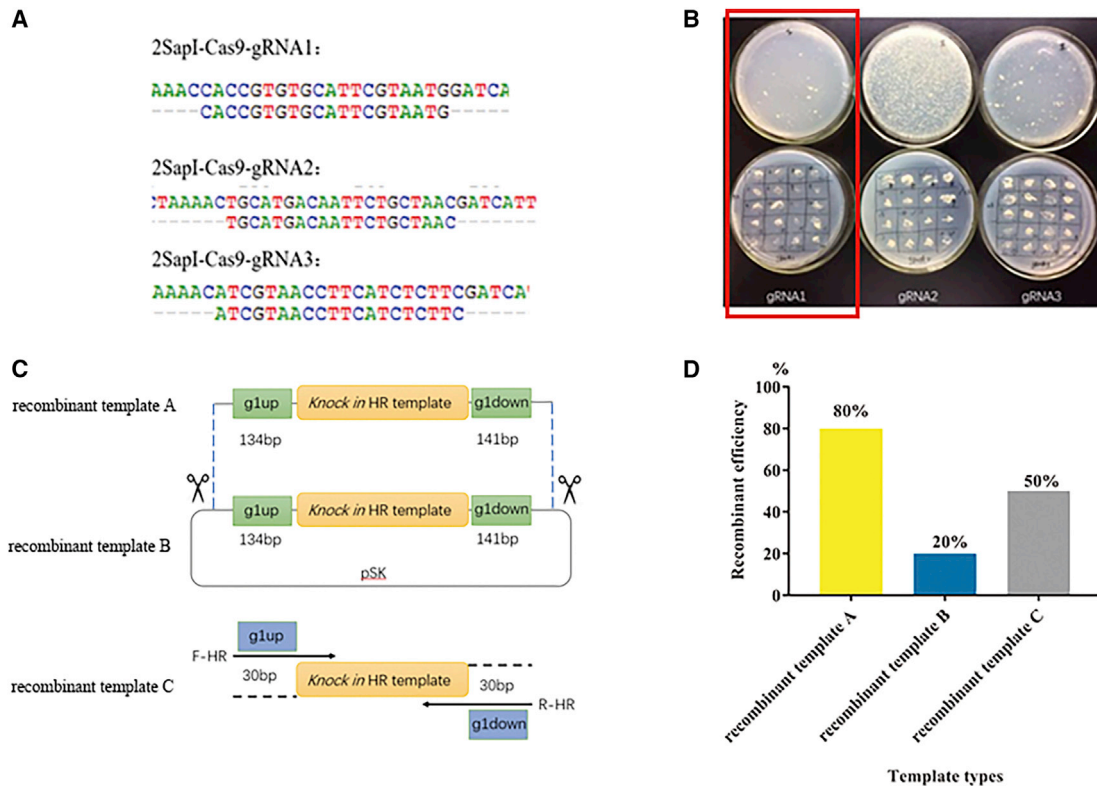 A
2SapI-Cas9-gRNA1:
AAACCACCGTGTGCATTCGTAATGGATCA
CACCGTGTGCATTCGTAATG
2SapI-Cas9-gRNA2:
CTAAAACTGCATGACAATTCTGCTAACGATCATT
TGCATGACAATTCTGCTAAC
2SapI-Cas9-gRNA3:
AAAACATCGTAACCTTCATCTCTTCGATCA
ATCGTAACCTTCATCTCTTC
B
gRNA1 gRNA2 gRNA3
C
recombinant template A
g1up Knock in HR template g1down
134bp 141bp
recombinant template B
g1up Knock in HR template g1down
134bp 141bp
pSK
recombinant template C
g1up
F-HR
30bp Knock in HR template 30bp
R-HR
g1down
D
%
Recombinant efficiency
100
80
60
40
20
0
80%
20%
50%
recombinant template A
recombinant template B
recombinant template C
Template types